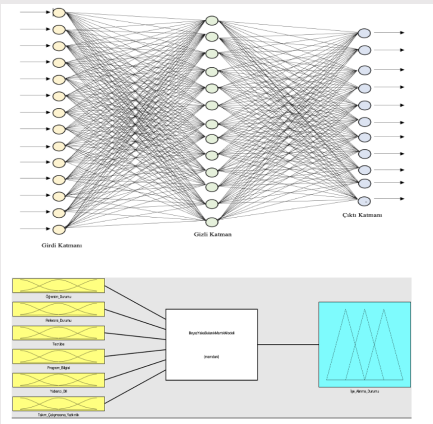 Girdi Katmanı
Gizli Katman
Çıktı Katmanı
Öğrenim_Durumu
Referans_Durumu
Tecrübe
Program_Bilgisi
Yabancı_Dil
Takım_Çalışmasına_Yatkınlık
(mamdani)
İşe_Alınma_Durumu